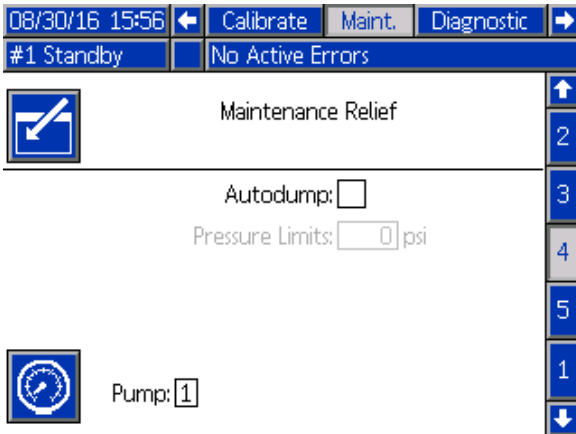 08/30/16 15:56 Calibrate Maint. Diagnostic
#1 Standby No Active Errors
Maintenance Relief
2
Autodump:
3
Pressure Limits: 0 psi
4
5
1
Pump: 1